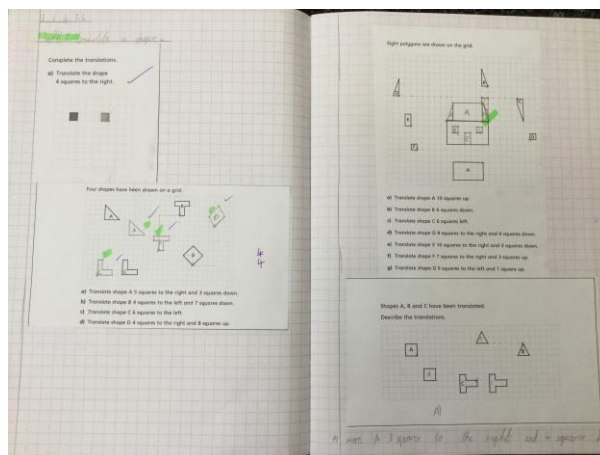 translate a shape.
Complete the translations.
a) Translate the shape
6 squares to the right.
Four shapes have been drawn on a grid.
A
A
D
B
4
4
a) Translate shape A 5 squares to the right and 3 squares down.
b) Translate shape B 4 squares to the left and 7 squares down.
c) Translate shape C 6 squares to the left.
d) Translate shape D 4 squares to the right and 8 squares up.
Eight polygons are drawn on the grid.
A
a) Translate shape A 10 squares up.
b) Translate shape B 6 squares down.
c) Translate shape C 6 squares left.
d) Translate shape D 9 squares to the right and 4 squares down.
e) Translate shape E 10 squares to the right and 3 squares down.
f) Translate shape F 7 squares to the right and 3 squares up.
g) Translate shape G 9 squares to the left and 1 square up.
Shapes A, B and C have been translated.
Describe the translations.
A
B
A)
A 3 square to the right and